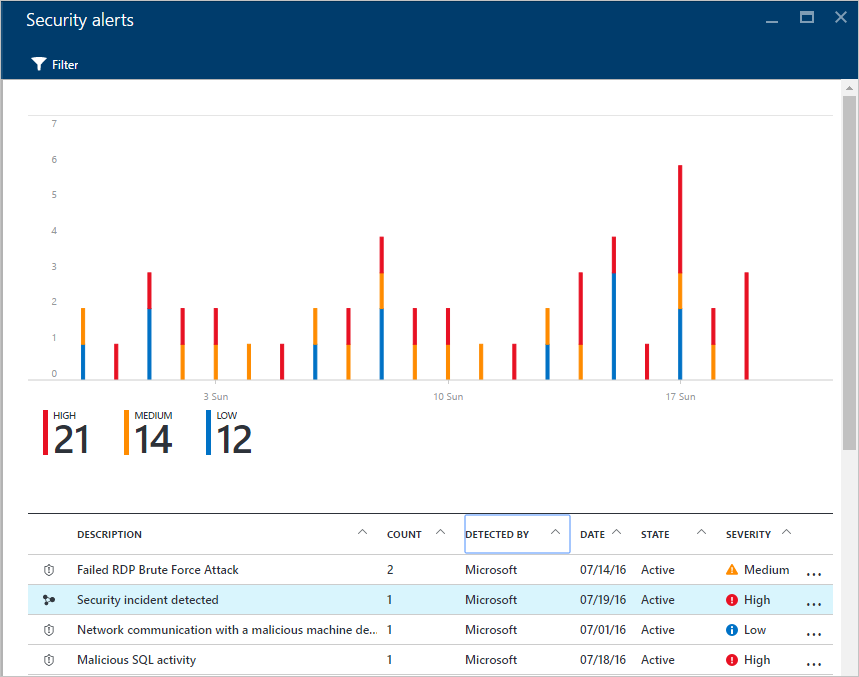 Security alerts
Filter
7
6
5
4
3
2
1
0
3 Sun
10 Sun
17 Sun
HIGH
21
MEDIUM
14
LOW
12
DESCRIPTION COUNT DETECTED BY DATE STATE SEVERITY
Failed RDP Brute Force Attack 2 Microsoft 07/14/16 Active Medium ...
Security incident detected 1 Microsoft 07/19/16 Active High ...
Network communication with a malicious machine de... 1 Microsoft 07/01/16 Active Low ...
Malicious SQL activity 1 Microsoft 07/18/16 Active High ...